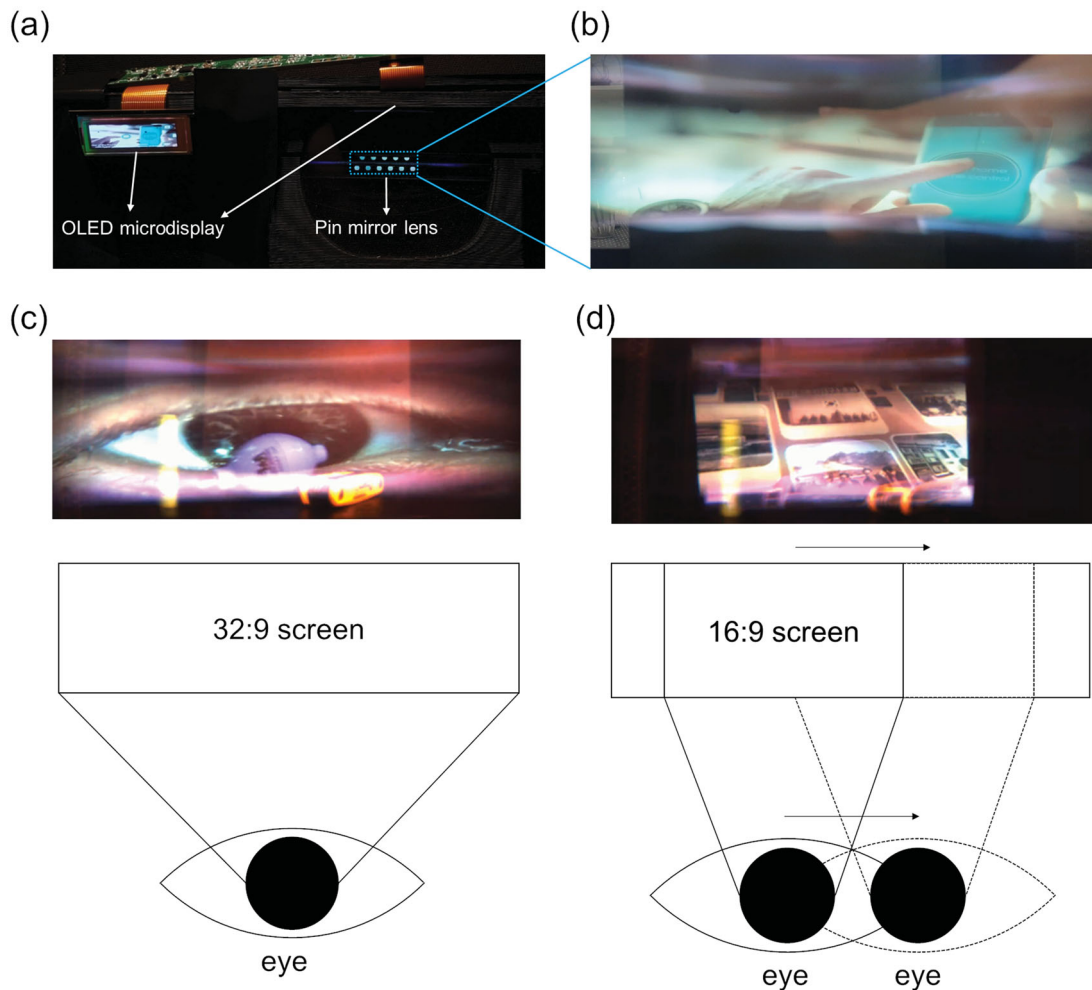 (a)
(b)
OLED microdisplay
Pin mirror lens
(c)
(d)
32:9 screen
16:9 screen
eye
eye
eye